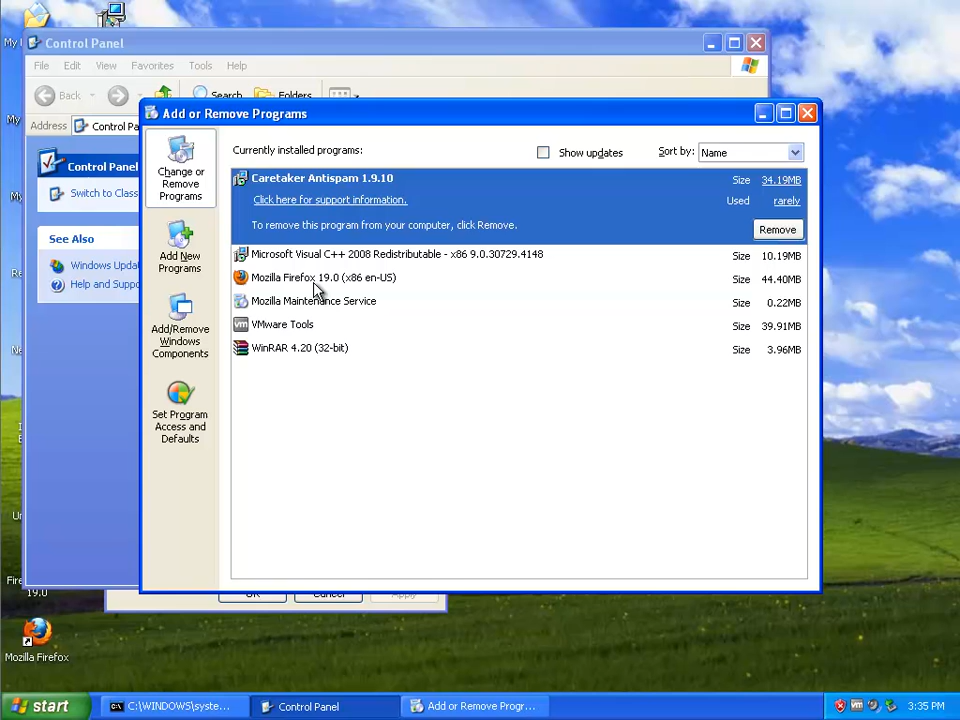 My
Control Panel
File Edit View Favorites Tools Help
Back Search Folders
Address Control Pa
Control Panel
Switch to Class
See Also
Windows Upda
Help and Suppo
Add or Remove Programs
Change or
Remove
Programs
Add New
Programs
Add/Remove
Windows
Components
Set Program
Access and
Defaults
Currently installed programs:
Show updates
Sort by: Name
Caretaker Antispam 1.9.10
Size 34.19MB
Click here for support information.
Used rarely
To remove this program from your computer, click Remove.
Remove
Microsoft Visual C++ 2008 Redistributable - x86 9.0.30729.4148
Size 10.19MB
Mozilla Firefox 19.0 (x86 en-US)
Size 44.40MB
Mozilla Maintenance Service
Size 0.22MB
VMware Tools
Size 39.91MB
WinRAR 4.20 (32-bit)
Size 3.96MB
OK Cancel Apply
Fire
19.0
Mozilla Firefox
start
C:\WINDOWS\syste...
Control Panel
Add or Remove Progr...
3:35 PM